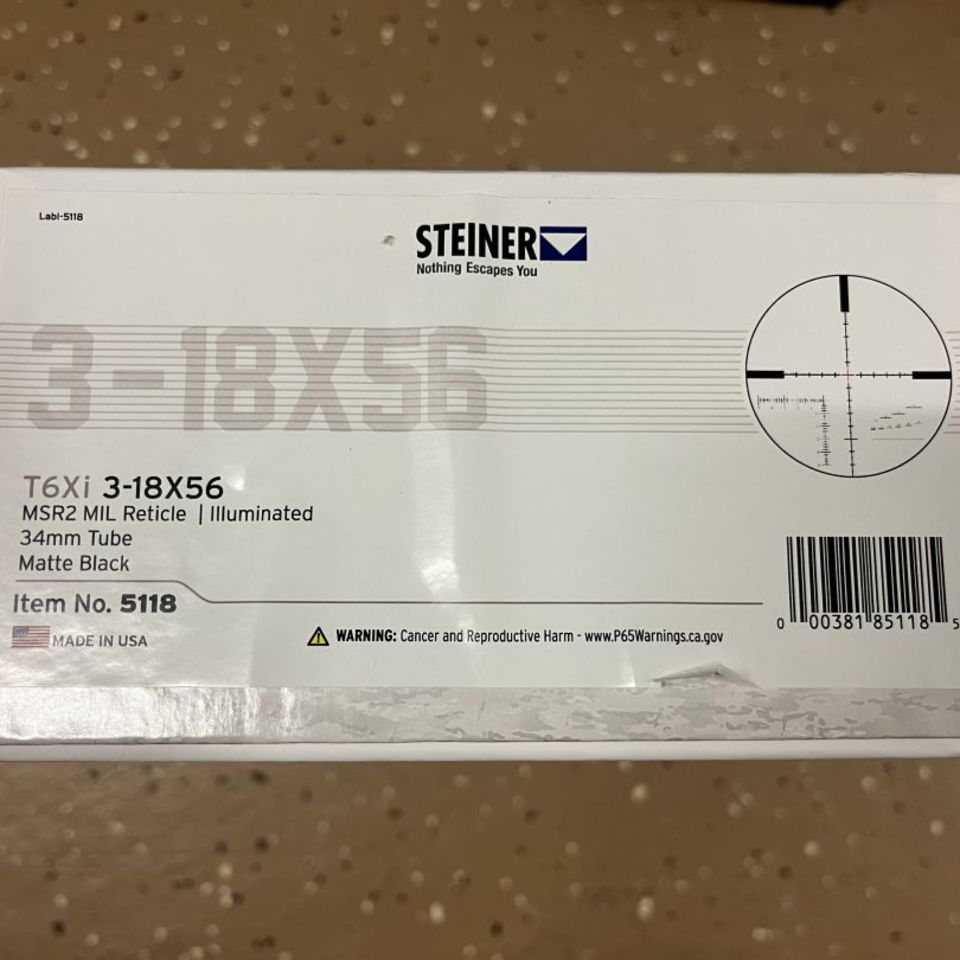 Labl-5118
STEINER
Nothing Escapes You
3-18X56
T6Xi 3-18X56
MSR2 MIL Reticle | Illuminated
34mm Tube
Matte Black
Item No. 5118
MADE IN USA
WARNING: Cancer and Reproductive Harm - www.P65Warnings.ca.gov
0 00381 85118 5